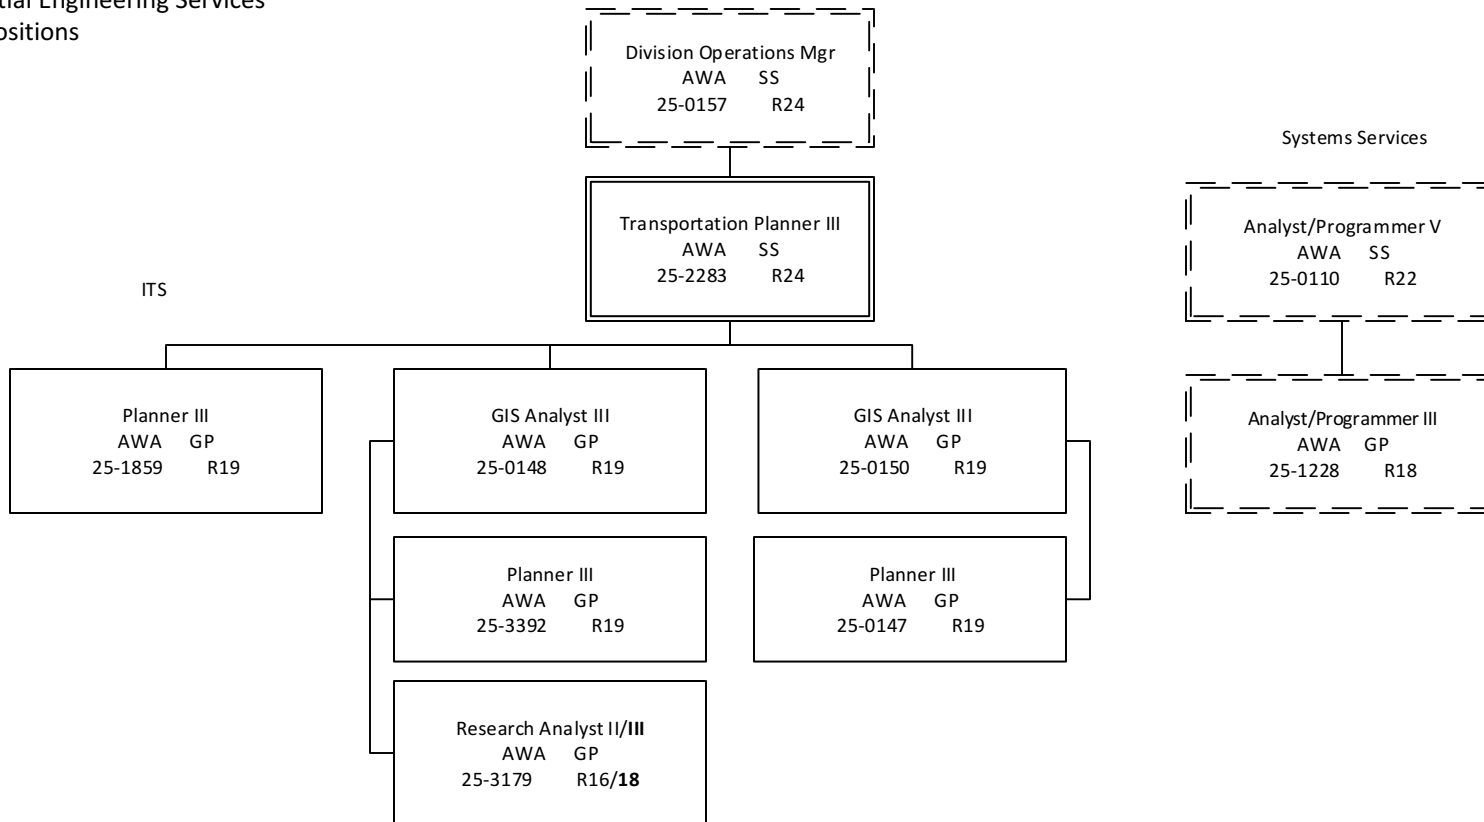 Engineering Services
Division Operations Mgr
AWA SS
25-0157 R24
Systems Services
Transportation Planner III
AWA SS
25-2283 R24
Analyst/Programmer V
AWA SS
25-0110 R22
ITS
Planner III
AWA GP
25-1859 R19
GIS Analyst III
AWA GP
25-0148 R19
GIS Analyst III
AWA GP
25-0150 R19
Analyst/Programmer III
AWA GP
25-1228 R18
Planner III
AWA GP
25-3392 R19
Planner III
AWA GP
25-0147 R19
Research Analyst II/III
AWA GP
25-3179 R16/18